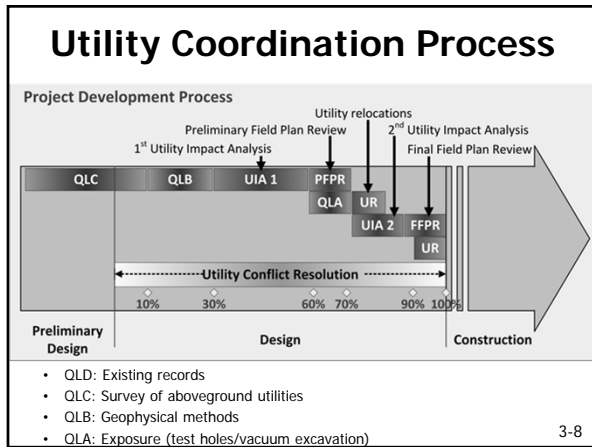 Utility Coordination Process
Project Development Process
Utility relocations
Preliminary Field Plan Review
2nd Utility Impact Analysis
1st Utility Impact Analysis
Final Field Plan Review
QLC QLB UIA 1 PFPR
QLA UR
UIA 2 FFPR
UR
Utility Conflict Resolution
10% 30% 60% 70% 90% 100%
Preliminary
Design
Design
Construction
• QLD: Existing records
• QLC: Survey of aboveground utilities
• QLB: Geophysical methods
• QLA: Exposure (test holes/vacuum excavation)
3-8